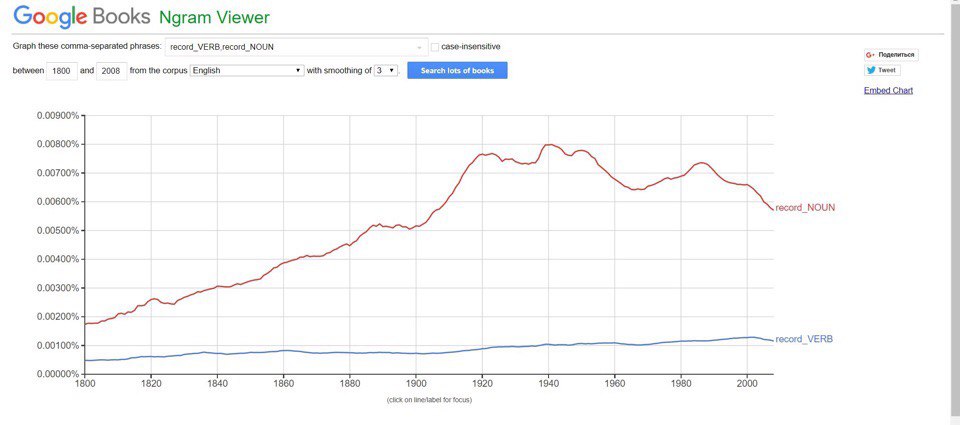 Google Books Ngram Viewer
Graph these comma-separated phrases: record_VERB,record_NOUN case-insensitive
between 1800 and 2008 from the corpus English with smoothing of 3 . Search lots of books
G+ Поделиться
Tweet
Embed Chart
0.00900%
0.00800%
0.00700%
0.00600%
0.00500%
0.00400%
0.00300%
0.00200%
0.00100%
0.00000%
record_NOUN
record_VERB
1800 1820 1840 1860 1880 1900 1920 1940 1960 1980 2000
(click on line/label for focus)